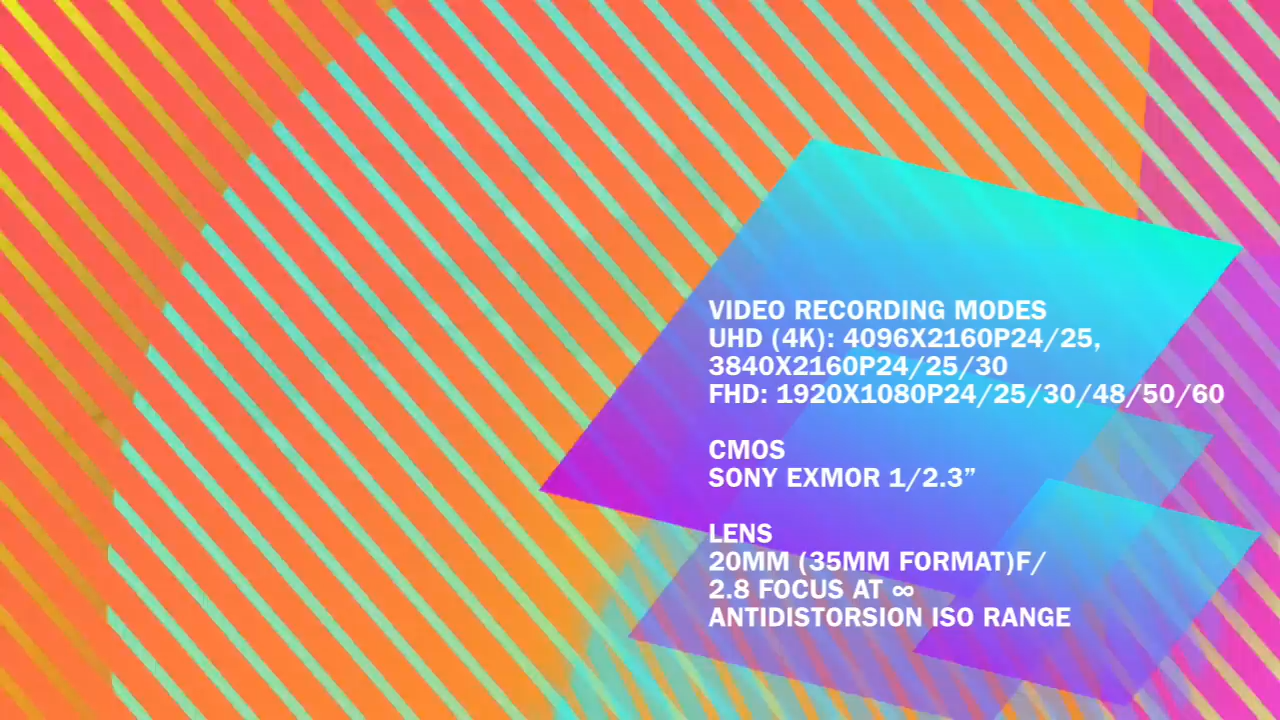 VIDEO RECORDING MODES
UHD (4K): 4096X2160P24/25,
3840X2160P24/25/30
FHD: 1920X1080P24/25/30/48/50/60
CMOS
SONY EXMOR 1/2.3”
LENS
20MM (35MM FORMAT)F/
2.8 FOCUS AT ∞
ANTIDISTORSION ISO RANGE